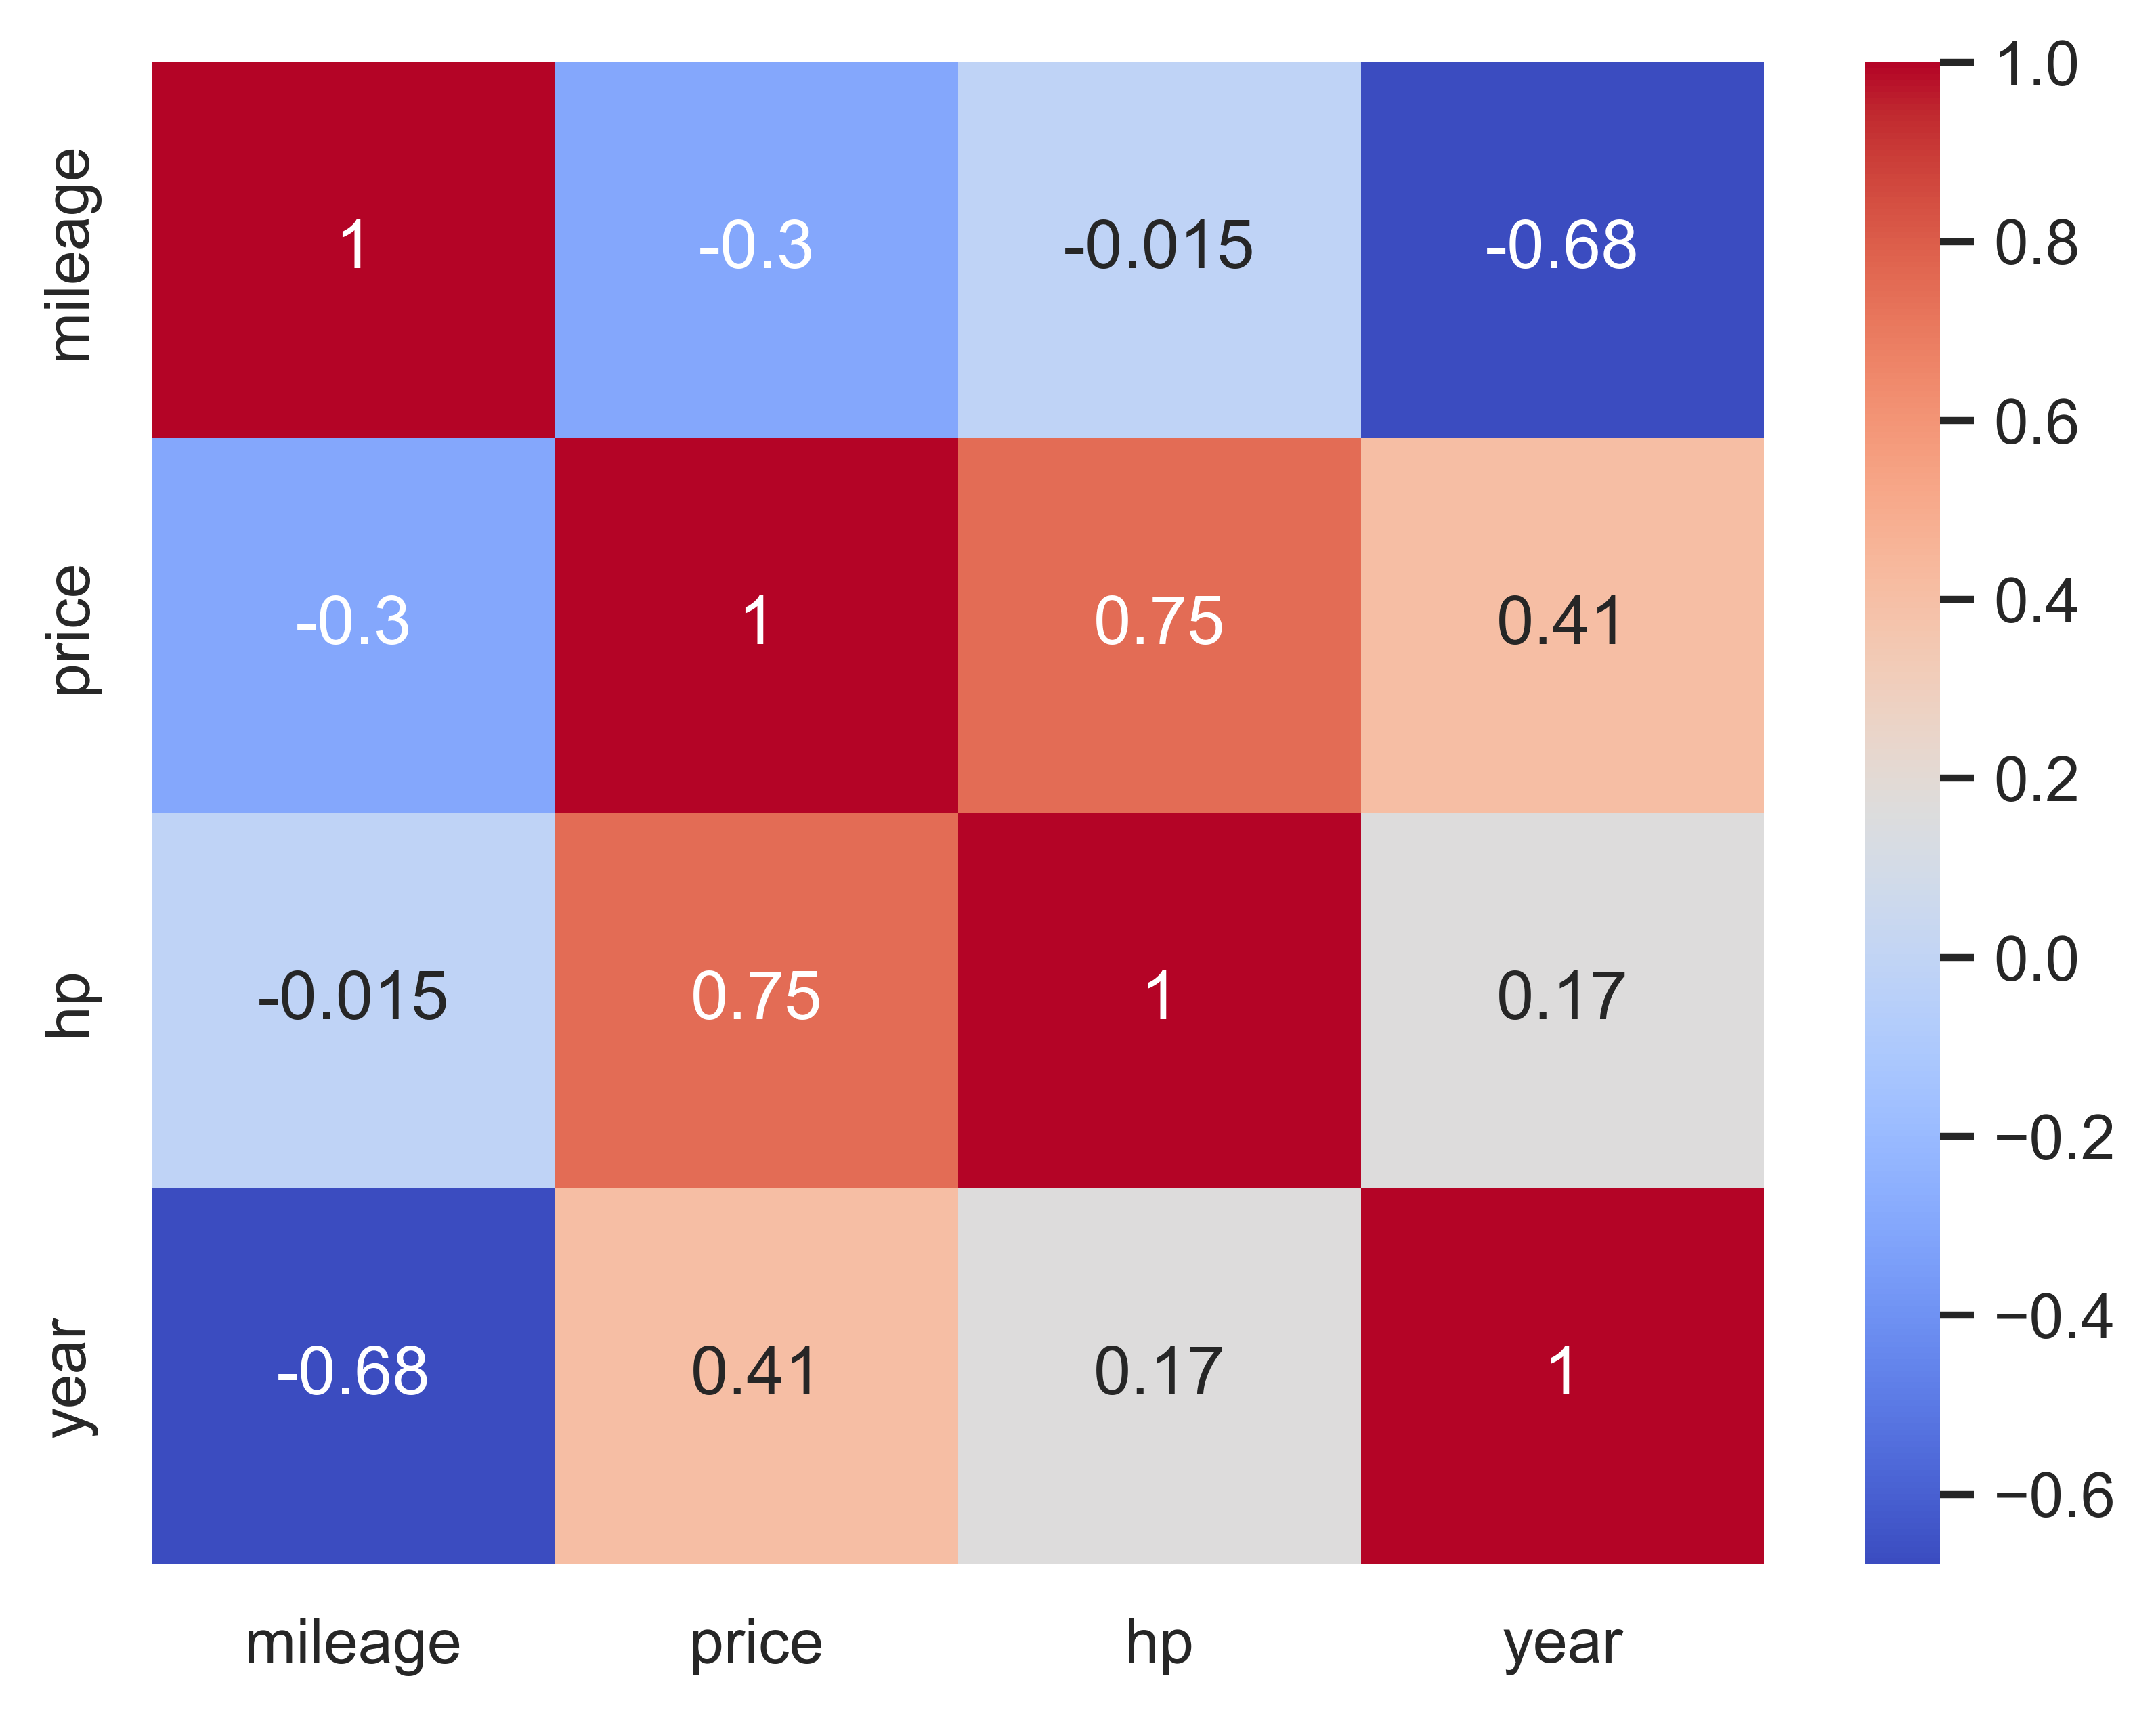 1.0
mileage 1 -0.3 -0.015 -0.68
0.8
0.6
price -0.3 1 0.75 0.41
0.4
0.2
hp -0.015 0.75 1 0.17
0.0
−0.2
year -0.68 0.41 0.17 1
−0.4
−0.6
mileage price hp year